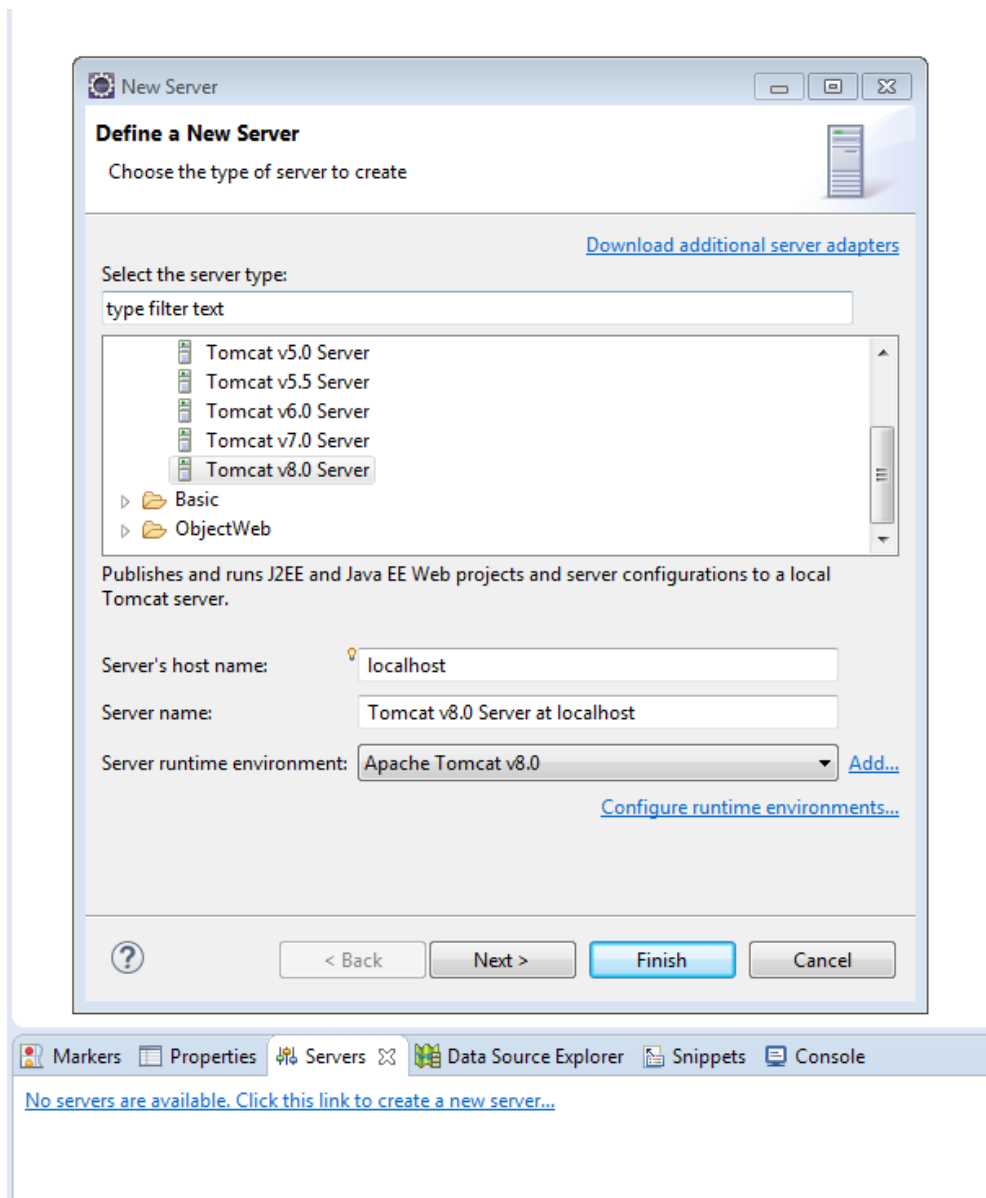 New Server
Define a New Server
Choose the type of server to create
Download additional server adapters
Select the server type:
type filter text
Tomcat v5.0 Server
Tomcat v5.5 Server
Tomcat v6.0 Server
Tomcat v7.0 Server
Tomcat v8.0 Server
Basic
ObjectWeb
Publishes and runs J2EE and Java EE Web projects and server configurations to a local
Tomcat server.
Server's host name: localhost
Server name: Tomcat v8.0 Server at localhost
Server runtime environment: Apache Tomcat v8.0 Add...
Configure runtime environments...
? < Back Next > Finish Cancel
Markers Properties Servers Data Source Explorer Snippets Console
No servers are available. Click this link to create a new server...